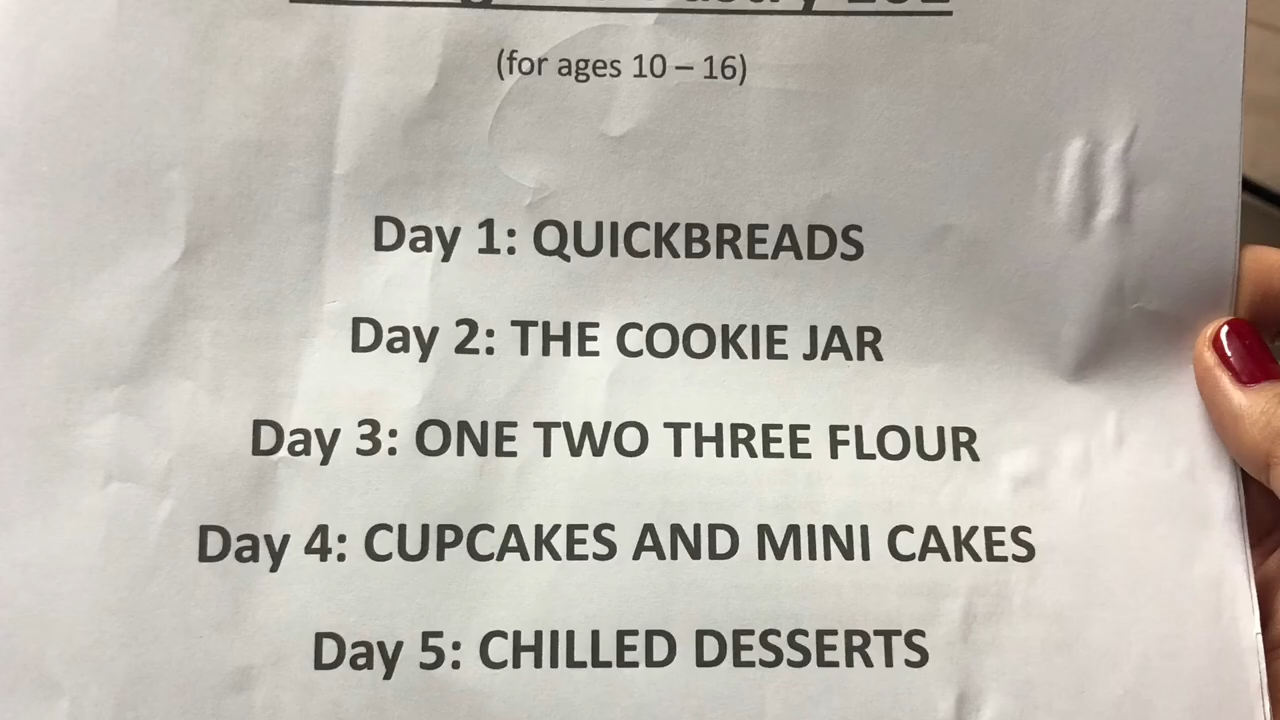 (for ages 10 – 16)
Day 1: QUICKBREADS
Day 2: THE COOKIE JAR
Day 3: ONE TWO THREE FLOUR
Day 4: CUPCAKES AND MINI CAKES
Day 5: CHILLED DESSERTS